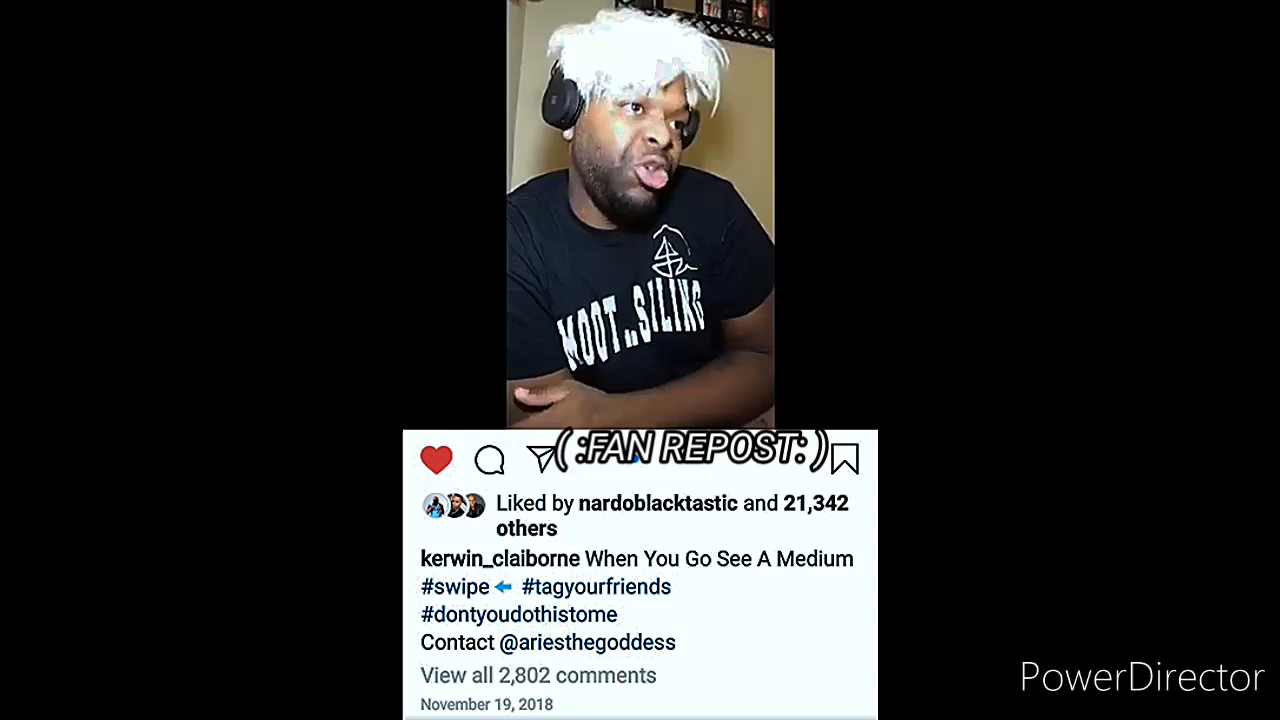 MOOT_SILING
( :FAN REPOST: )
Liked by nardoblacktastic and 21,342
others
kerwin_claiborne When You Go See A Medium
#swipe #tagyourfriends
#dontyoudothistome
Contact @ariesthegoddess
View all 2,802 comments
November 19, 2018
PowerDirector